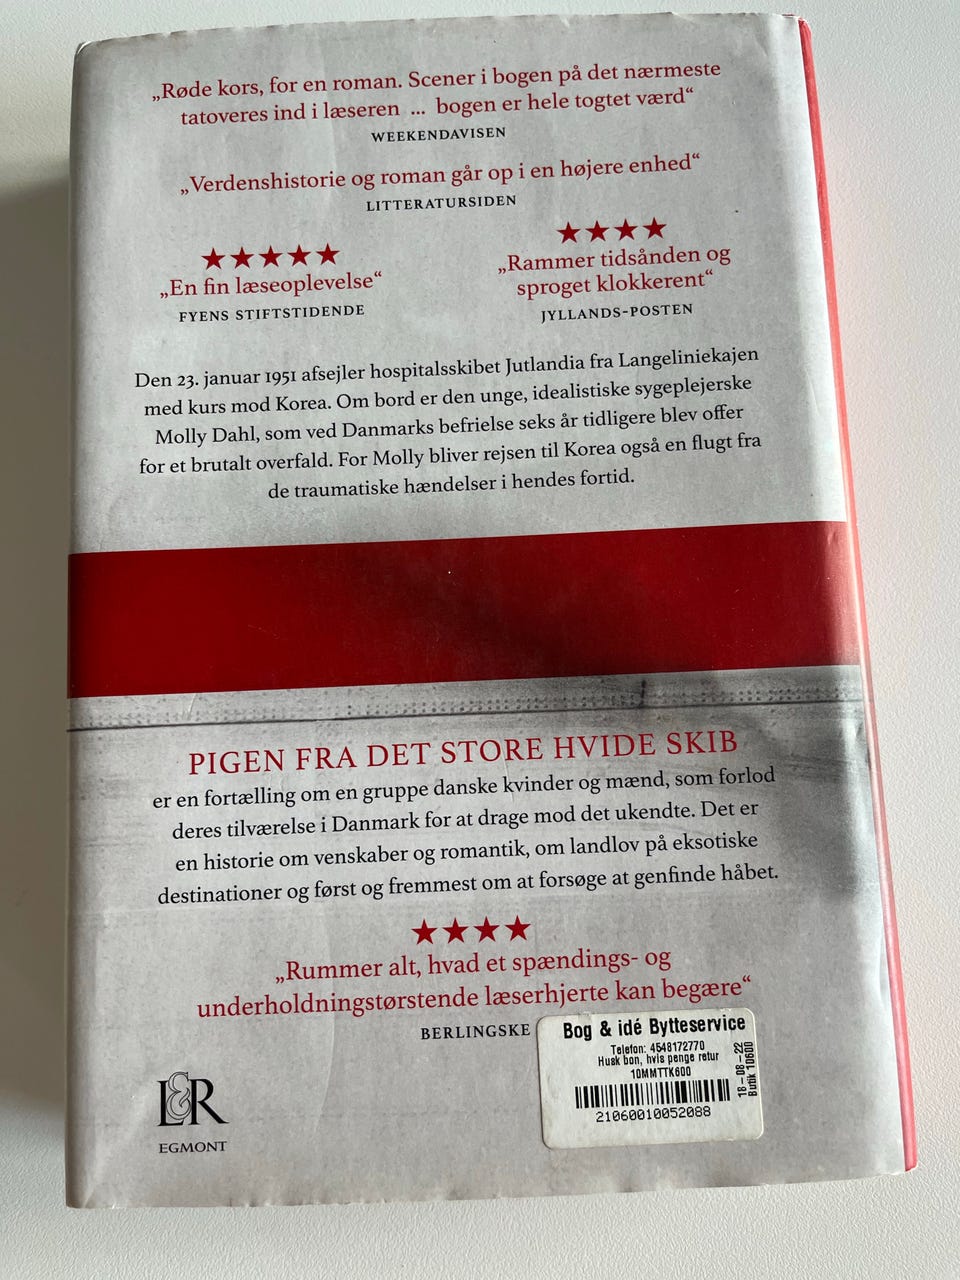 „Røde kors, for en roman. Scener i bogen på det nærmeste
tatoveres ind i læseren ... bogen er hele togtet værd“
WEEKENDAVISEN
„Verdenshistorie og roman går op i en højere enhed“
LITTERATURSIDEN
★★★★★
„En fin læseoplevelse“
FYENS STIFTSTIDENDE
★★★★
„Rammer tidsånden og
sproget klokkerent“
JYLLANDS-POSTEN
Den 23. januar 1951 afsejler hospitalsskibet Jutlandia fra Langeliniekajen
med kurs mod Korea. Om bord er den unge, idealistiske sygeplejerske
Molly Dahl, som ved Danmarks befrielse seks år tidligere blev offer
for et brutalt overfald. For Molly bliver rejsen til Korea også en flugt fra
de traumatiske hændelser i hendes fortid.
PIGEN FRA DET STORE HVIDE SKIB
er en fortælling om en gruppe danske kvinder og mænd, som forlod
deres tilværelse i Danmark for at drage mod det ukendte. Det er
en historie om venskaber og romantik, om landlov på eksotiske
destinationer og først og fremmest om at forsøge at genfinde håbet.
★★★★
„Rummer alt, hvad et spændings- og
underholdningstørstende læserhjerte kan begære“
BERLINGSKE
Bog & idé Bytteservice
Telefon: 4548172770
Husk bon, hvis penge retur
10MMTTK600
21060010052088
18-08-22
Butik 10600
L&R
EGMONT